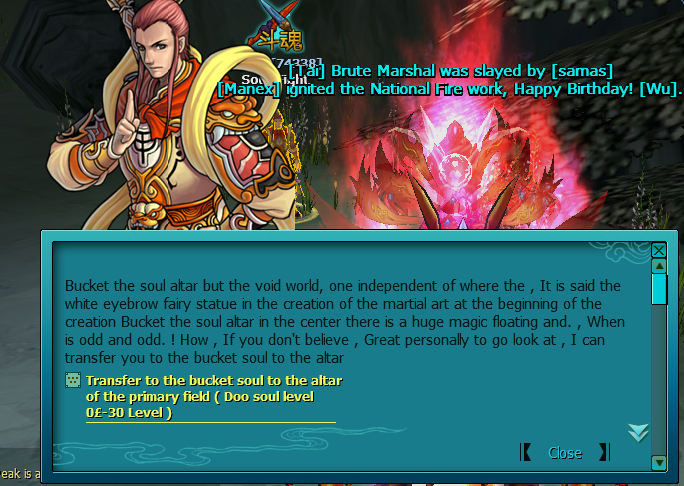 斗魂
[74338]
[Tai] Brute Marshal was slayed by [samas]
[Manex] ignited the National Fire work, Happy Birthday! [Wu].
Bucket the soul altar but the void world, one independent of where the , It is said the
white eyebrow fairy statue in the creation of the martial art at the beginning of the
creation Bucket the soul altar in the center there is a huge magic floating and. , When
is odd and odd. ! How , If you don't believe , Great personally to go look at , I can
transfer you to the bucket soul to the altar
Transfer to the bucket soul to the altar
of the primary field ( Doo soul level
0£-30 Level )
Close
eak is a